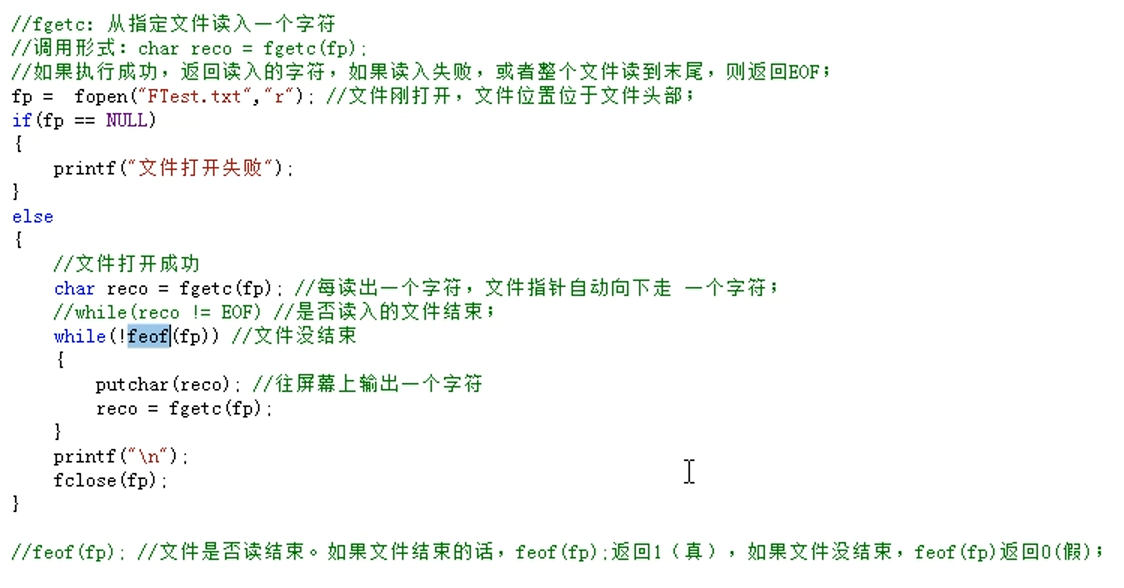 //fgetc: 从指定文件读入一个字符
//调用形式: char reco = fgetc(fp);
//如果执行成功，返回读入的字符，如果读入失败，或者整个文件读到末尾，则返回EOF;
fp =  fopen("FTest.txt","r"); //文件刚打开，文件位置位于文件头部;
if(fp == NULL)
{
    printf("文件打开失败");
}
else
{
    //文件打开成功
    char reco = fgetc(fp); //每读出一个字符，文件指针自动向下走 一个字符;
    //while(reco != EOF) //是否读入的文件结束;
    while(!feof(fp)) //文件没结束
    {
        putchar(reco); //往屏幕上输出一个字符
        reco = fgetc(fp);
    }
    printf("\n");
    fclose(fp);
}
//feof(fp); //文件是否读结束。如果文件结束的话，feof(fp);返回1（真），如果文件没结束，feof(fp)返回0(假);